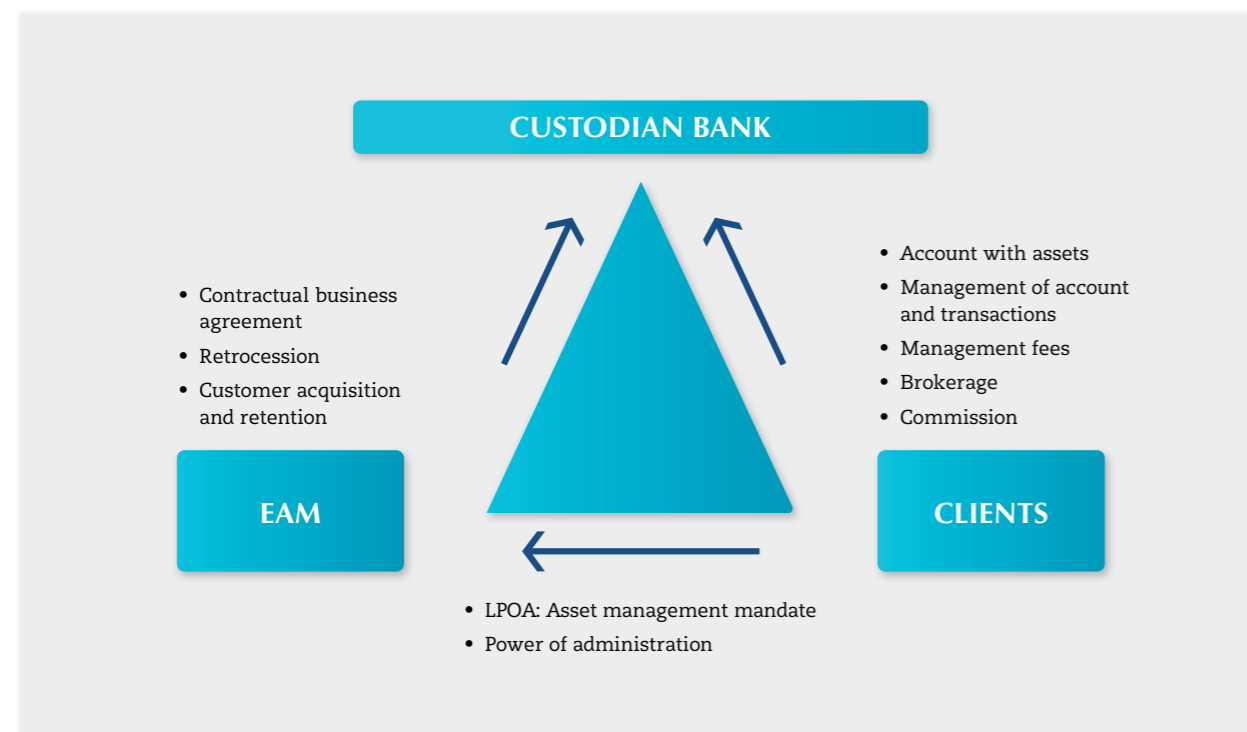 CUSTODIAN BANK
• Contractual business
agreement
• Retrocession
• Customer acquisition
and retention
EAM
• Account with assets
• Management of account
and transactions
• Management fees
• Brokerage
• Commission
CLIENTS
• LPOA: Asset management mandate
• Power of administration